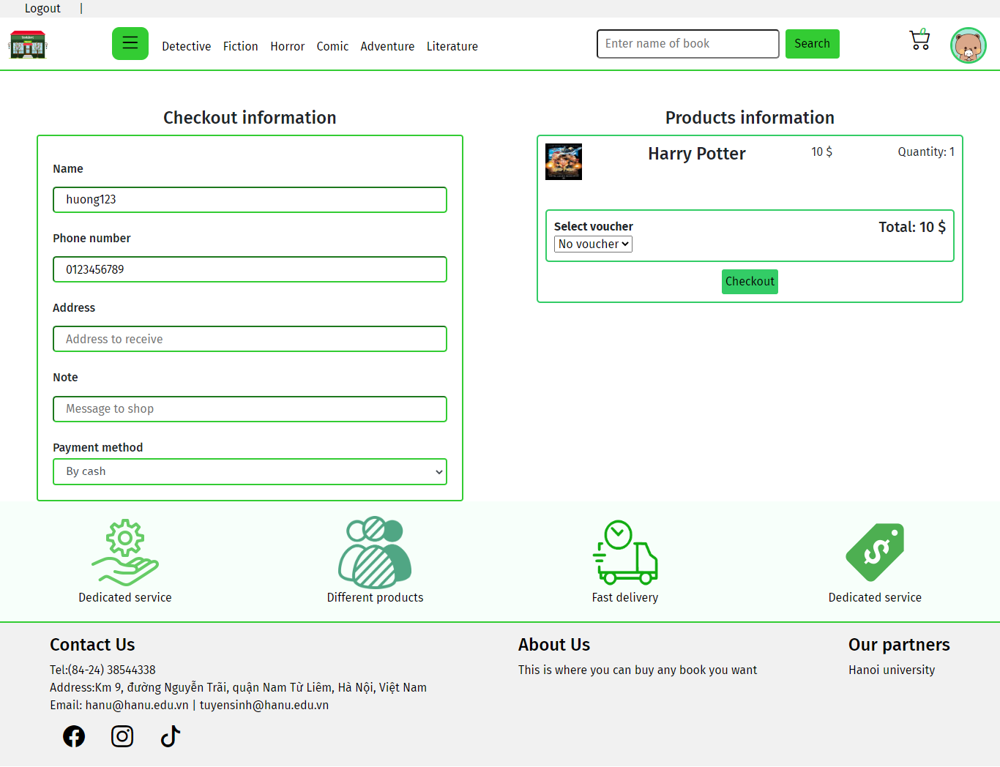 Logout |
Detective Fiction Horror Comic Adventure Literature
Enter name of book
Search
0
Checkout information
Name
huong123
Phone number
0123456789
Address
Address to receive
Note
Message to shop
Payment method
By cash
Products information
Harry Potter 10 $ Quantity: 1
Select voucher
No voucher
Total: 10 $
Checkout
Dedicated service
Different products
Fast delivery
Dedicated service
Contact Us
Tel:(84-24) 38544338
Address:Km 9, đường Nguyễn Trãi, quận Nam Từ Liêm, Hà Nội, Việt Nam
Email: hanu@hanu.edu.vn | tuyensinh@hanu.edu.vn
About Us
This is where you can buy any book you want
Our partners
Hanoi university